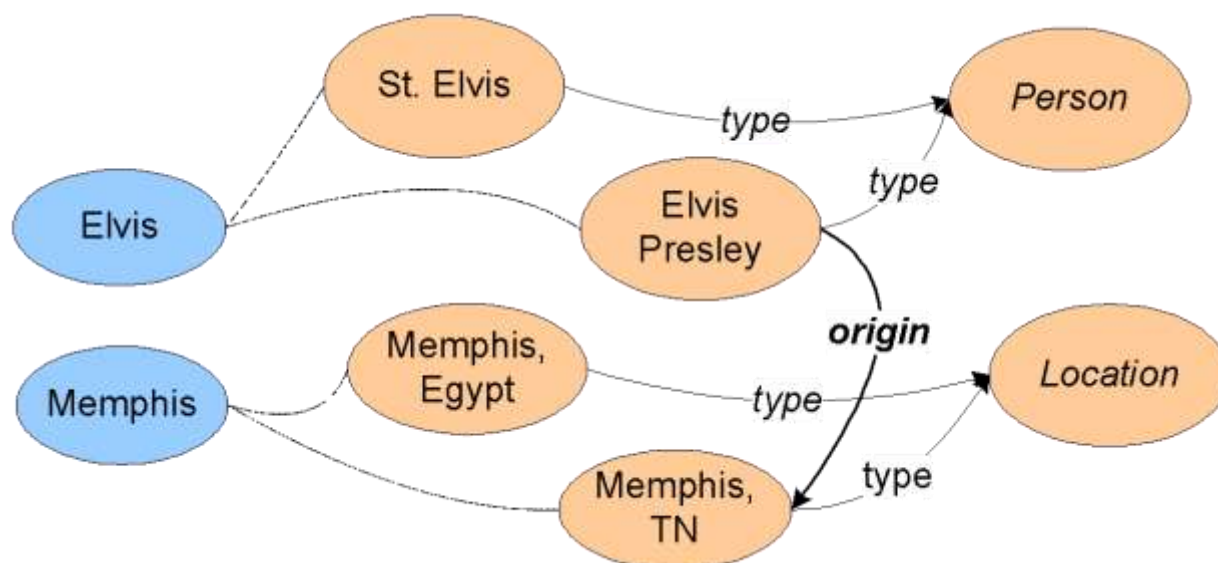 St. Elvis
Person
type
type
Elvis
Elvis
Presley
origin
Memphis,
Egypt
Location
type
Memphis
type
Memphis,
TN